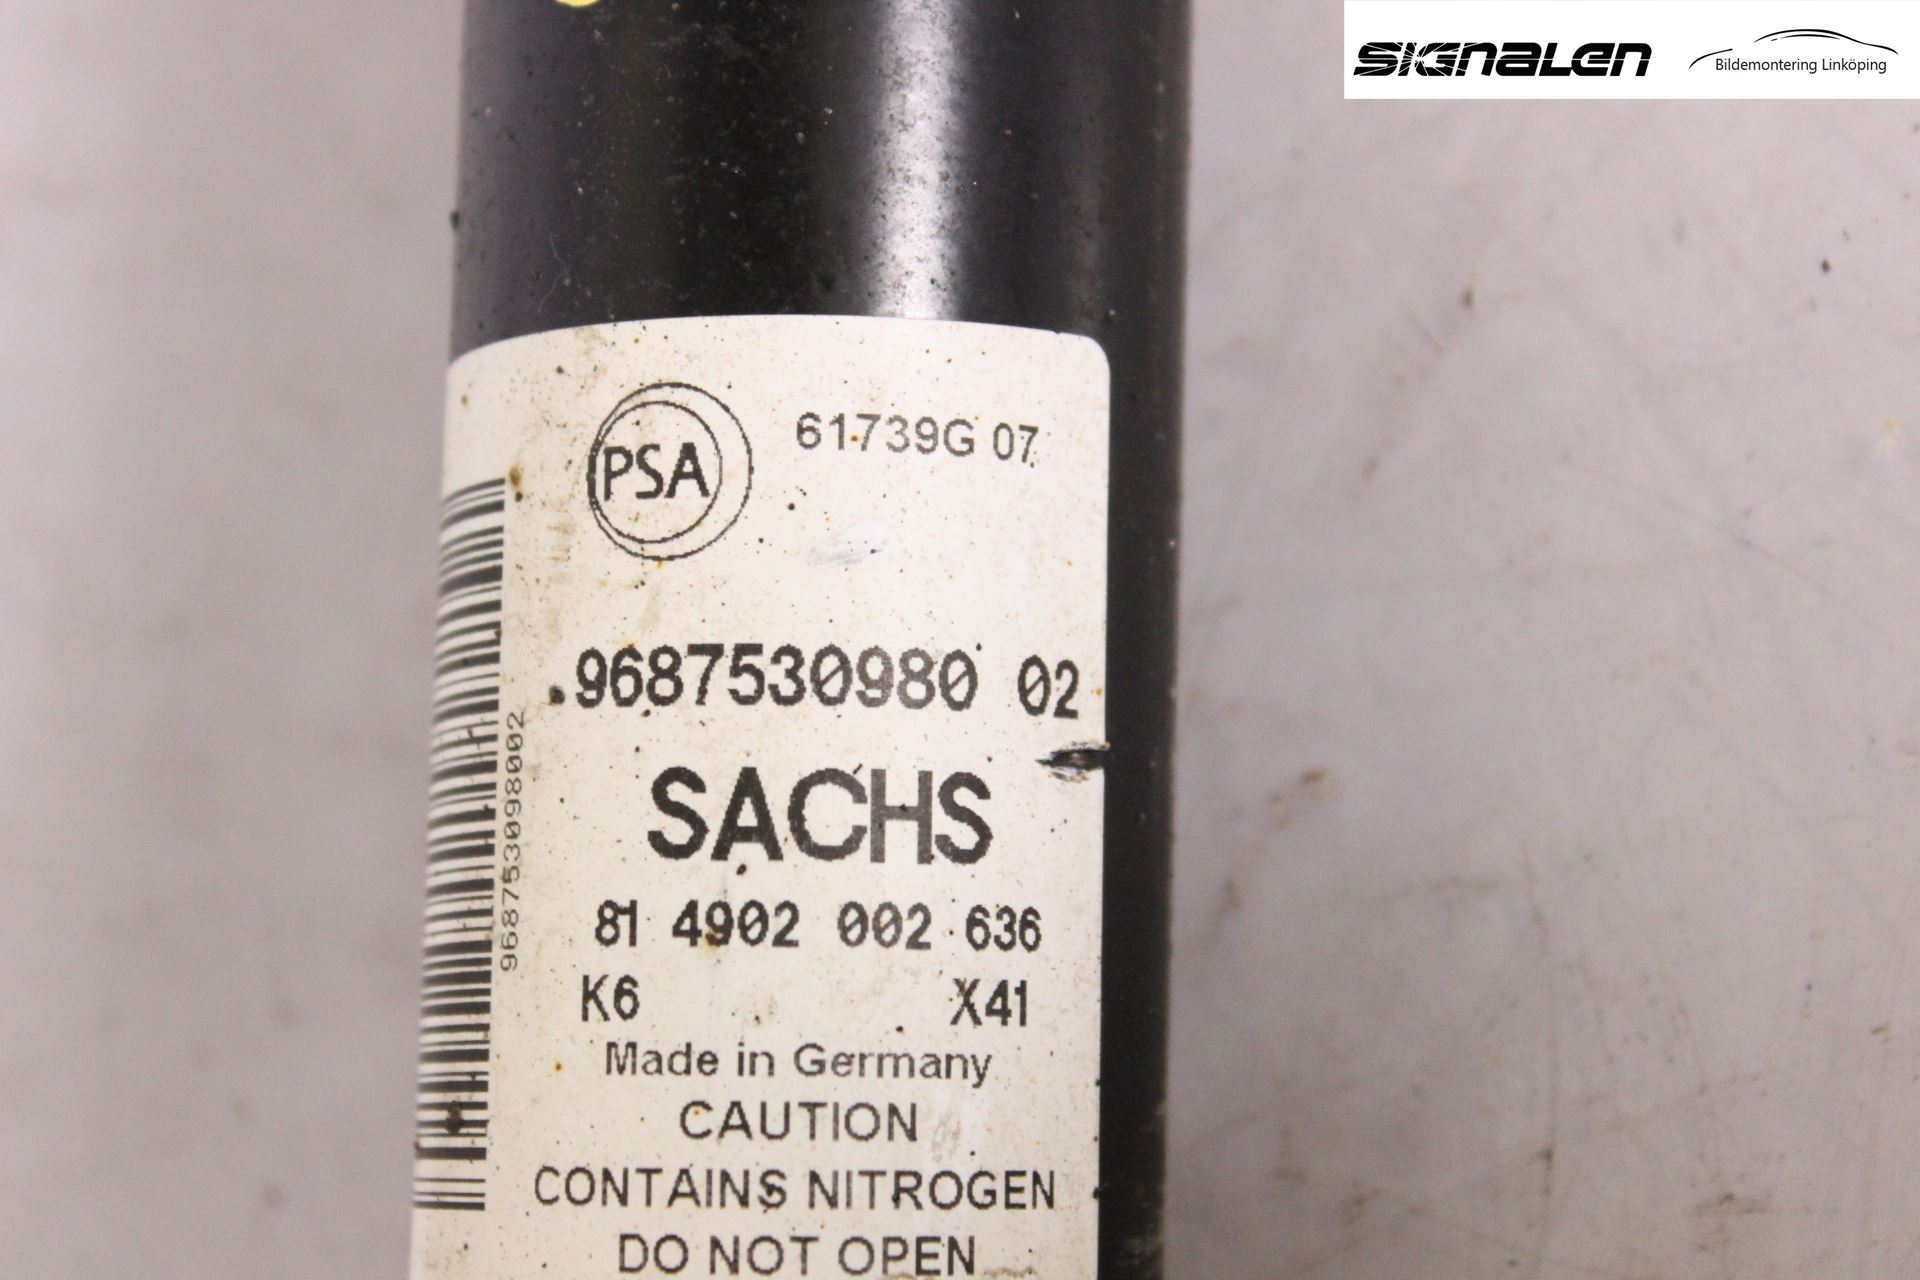 SIGNALEN
Bildemontering Linköping
PSA
61739G 07
9687530980 02
968753098002
SACHS
81 4902 002 636
K6 X41
Made in Germany
CAUTION
CONTAINS NITROGEN
DO NOT OPEN